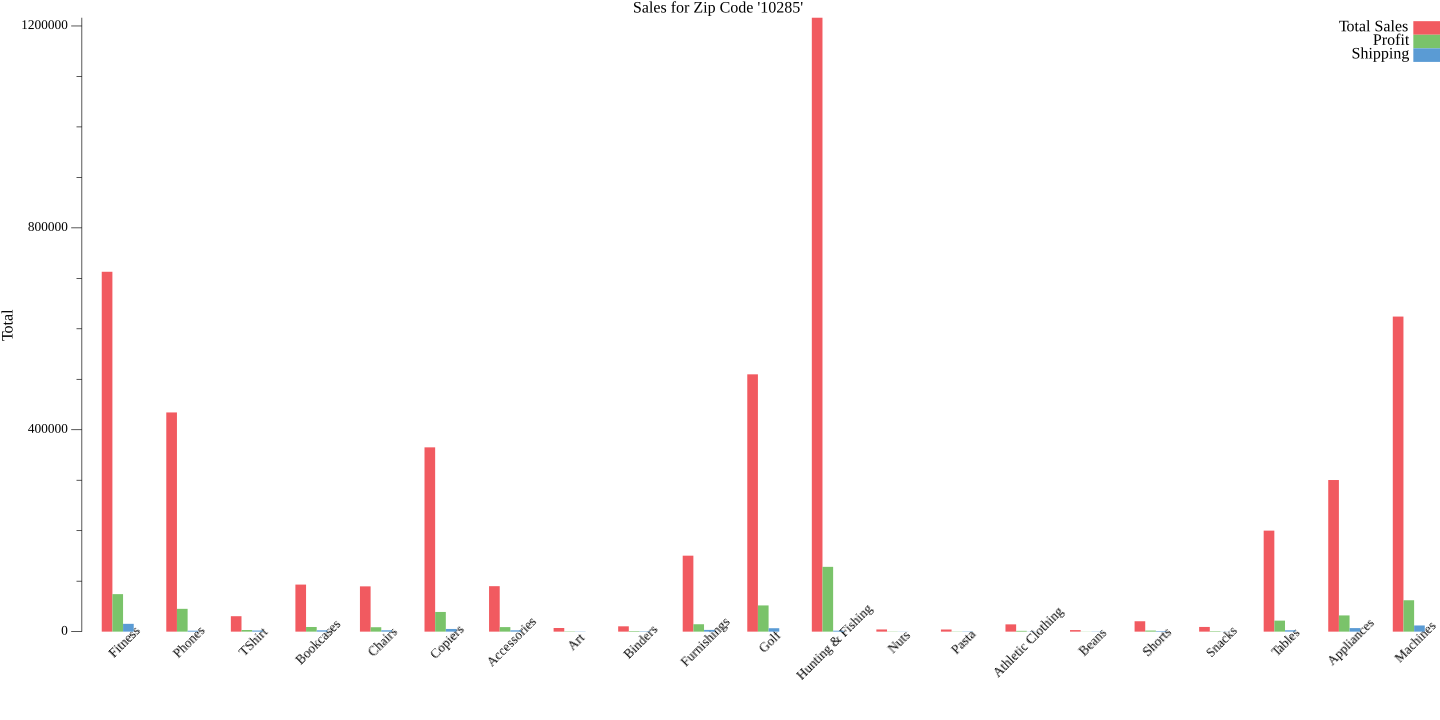 Sales for Zip Code '10285'
Total Sales
Profit
Shipping
1200000
800000
400000
0
Total
Fitness
Phones
TShirt
Bookcases
Chairs
Copiers
Accessories
Art
Binders
Furnishings
Golf
Hunting & Fishing
Nuts
Pasta
Athletic Clothing
Beans
Shorts
Snacks
Tables
Appliances
Machines